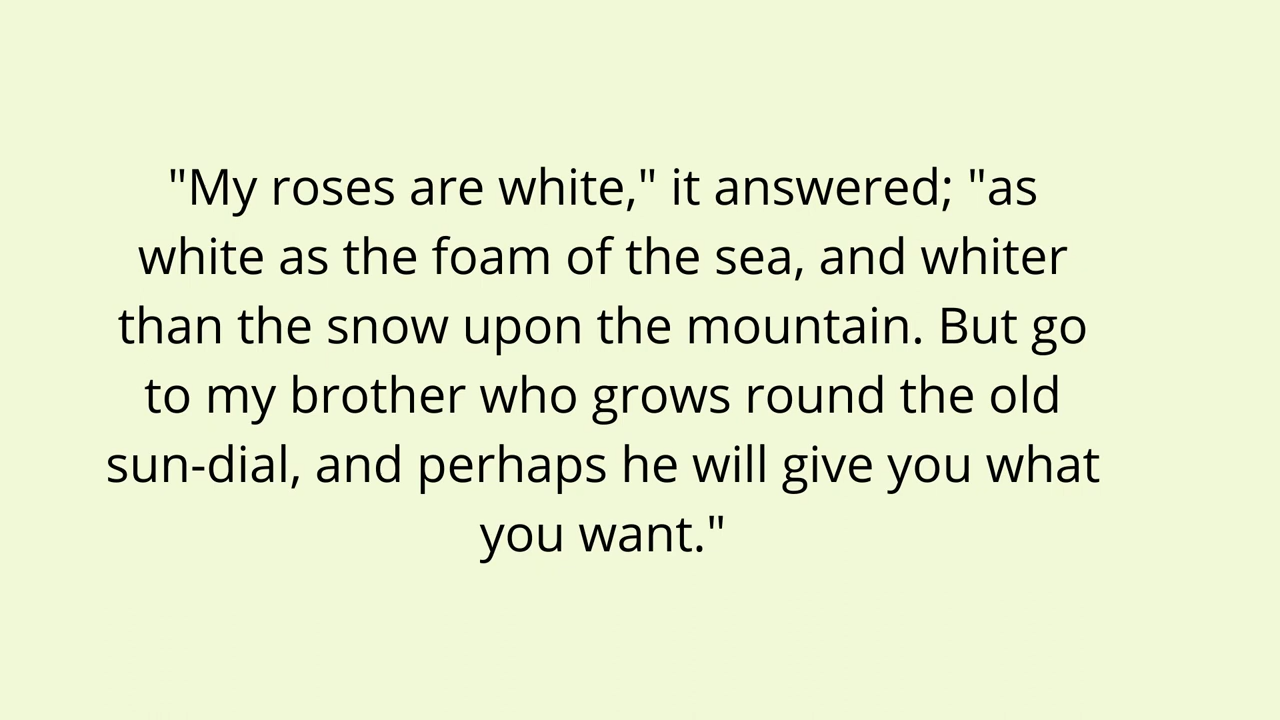 "My roses are white," it answered; "as
white as the foam of the sea, and whiter
than the snow upon the mountain. But go
to my brother who grows round the old
sun-dial, and perhaps he will give you what
you want."